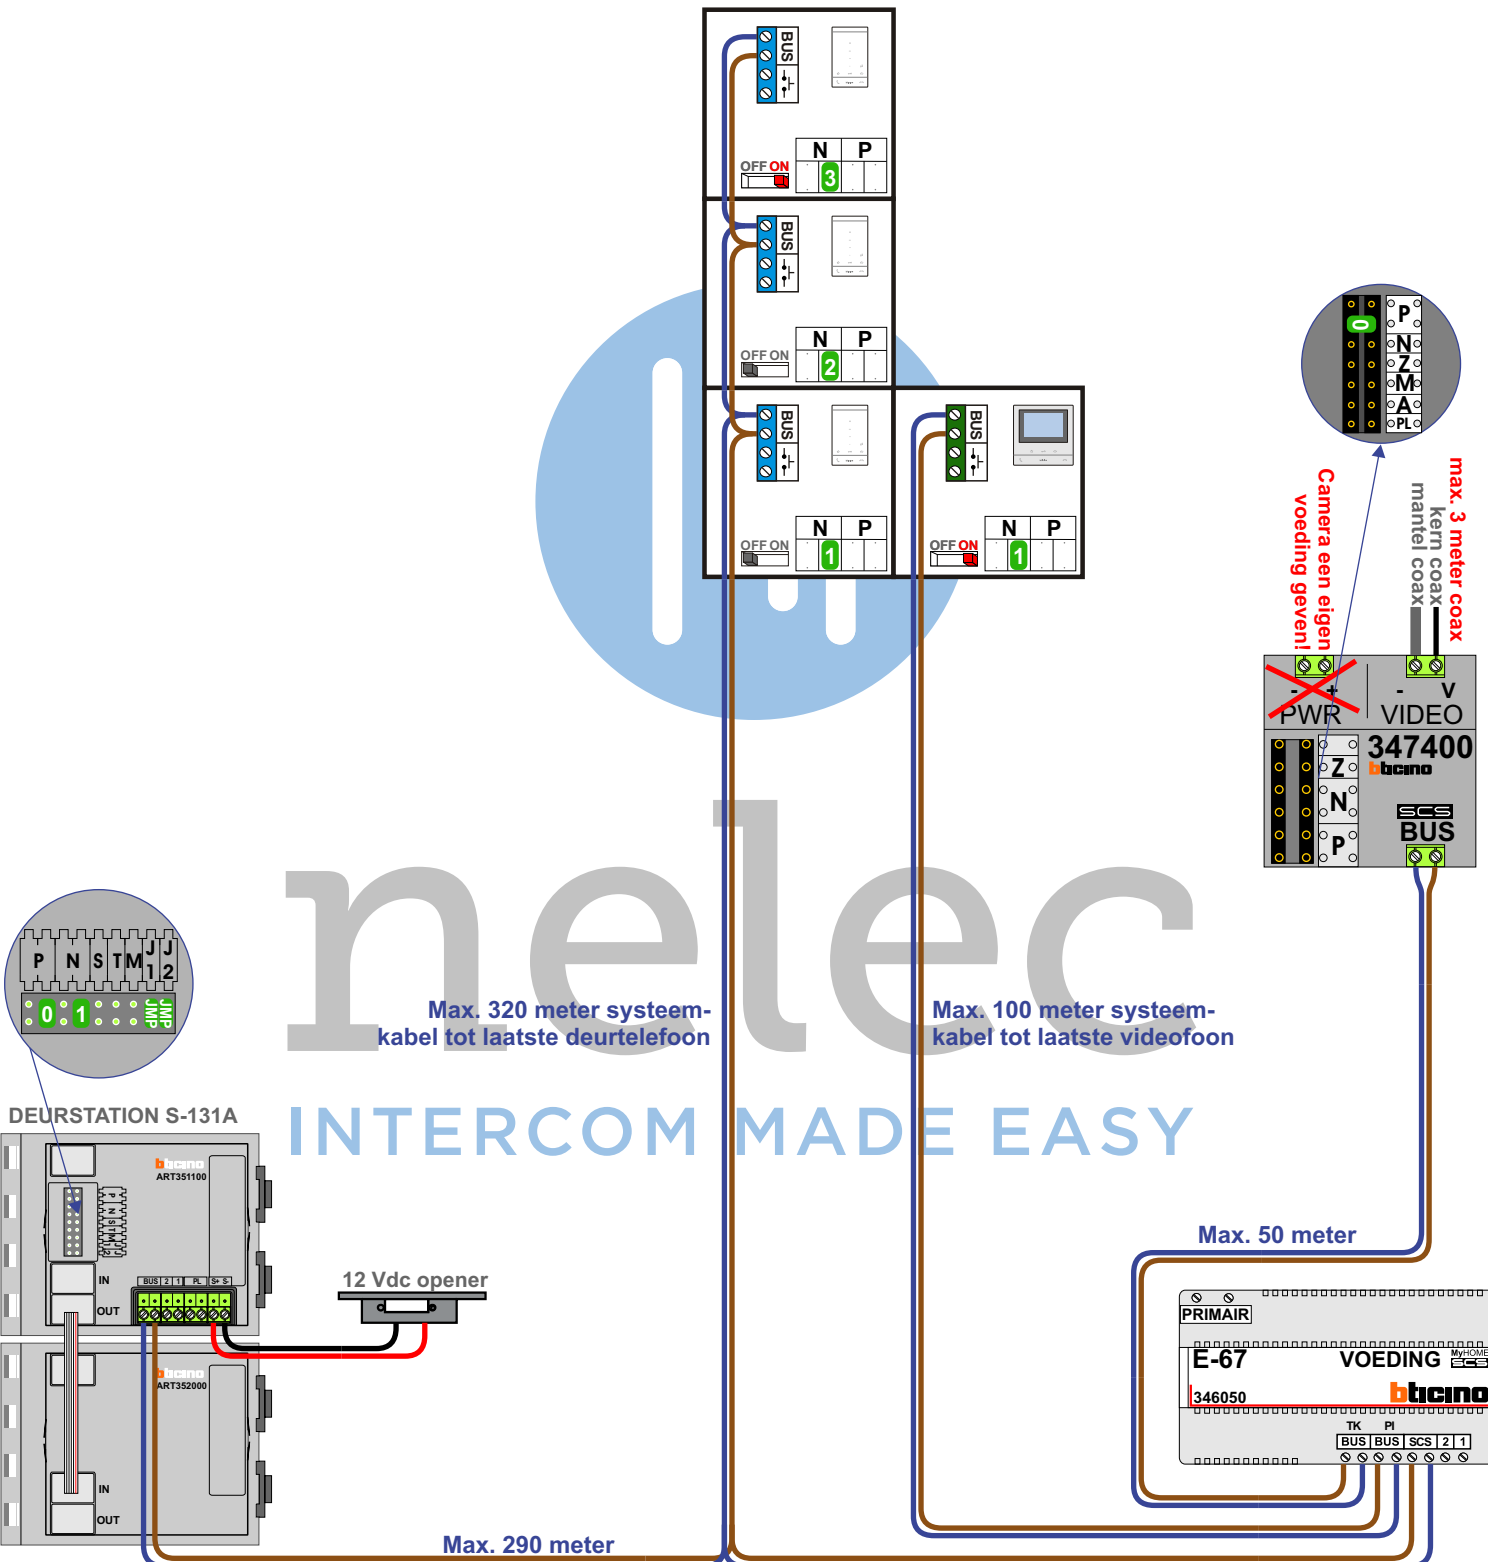 BUS
N P
OFF ON
3
BUS
N P
OFF ON
2
BUS
N P
OFF ON
1
BUS
N P
OFF ON
1
0
P
N
Z
M
A
PL
Camera een eigen
voeding geven!
max. 3 meter coax
kern coax
mantel coax
- +
PWR
- V
VIDEO
347400
bticino
Z
N
P
SCS
BUS
nelec
INTERCOM MADE EASY
Max. 320 meter systeem-
kabel tot laatste deurtelefoon
Max. 100 meter systeem-
kabel tot laatste videofoon
P N S T M J1 J2
0 1 JMP JMP
DEURSTATION S-131A
bticino
ART351100
P N S T M J1 J2
IN
OUT
BUS 2 1 PL S+ S-
12 Vdc opener
bticino
ART352000
IN
OUT
Max. 290 meter
Max. 50 meter
PRIMAIR
E-67 VOEDING MyHOME
SCS
346050 bticino
TK PI
BUS BUS SCS 2 1